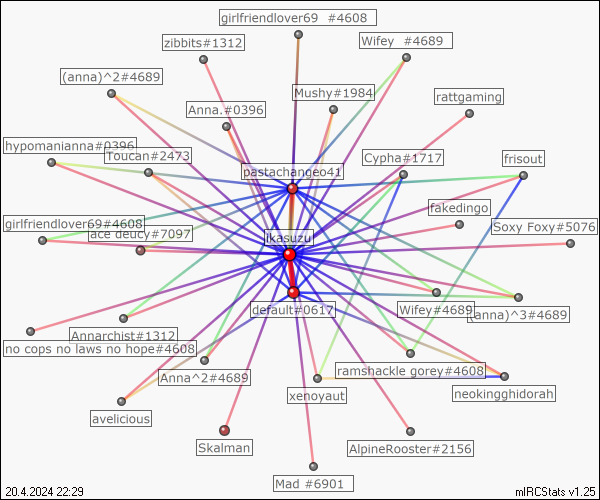 girlfriendlover69 #4608
zibbits#1312
Wifey #4689
(anna)^2#4689
Mushy#1984
rattgaming
Anna.#0396
hypomanianna#0396
Toucan#2473
Cypha#1717
frisout
pastachangeo41
fakedingo
girlfriendlover69#4608
ace deucy#7097
ikasuzu
Soxy Foxy#5076
default#0617
Wifey#4689
(anna)^3#4689
Annarchist#1312
no cops no laws no hope#4608
Anna^2#4689
ramshackle gorey#4608
xenoyaut
neokingghidorah
avelicious
Skalman
AlpineRooster#2156
Mad #6901
20.4.2024 22:29
mIRCStats v1.25